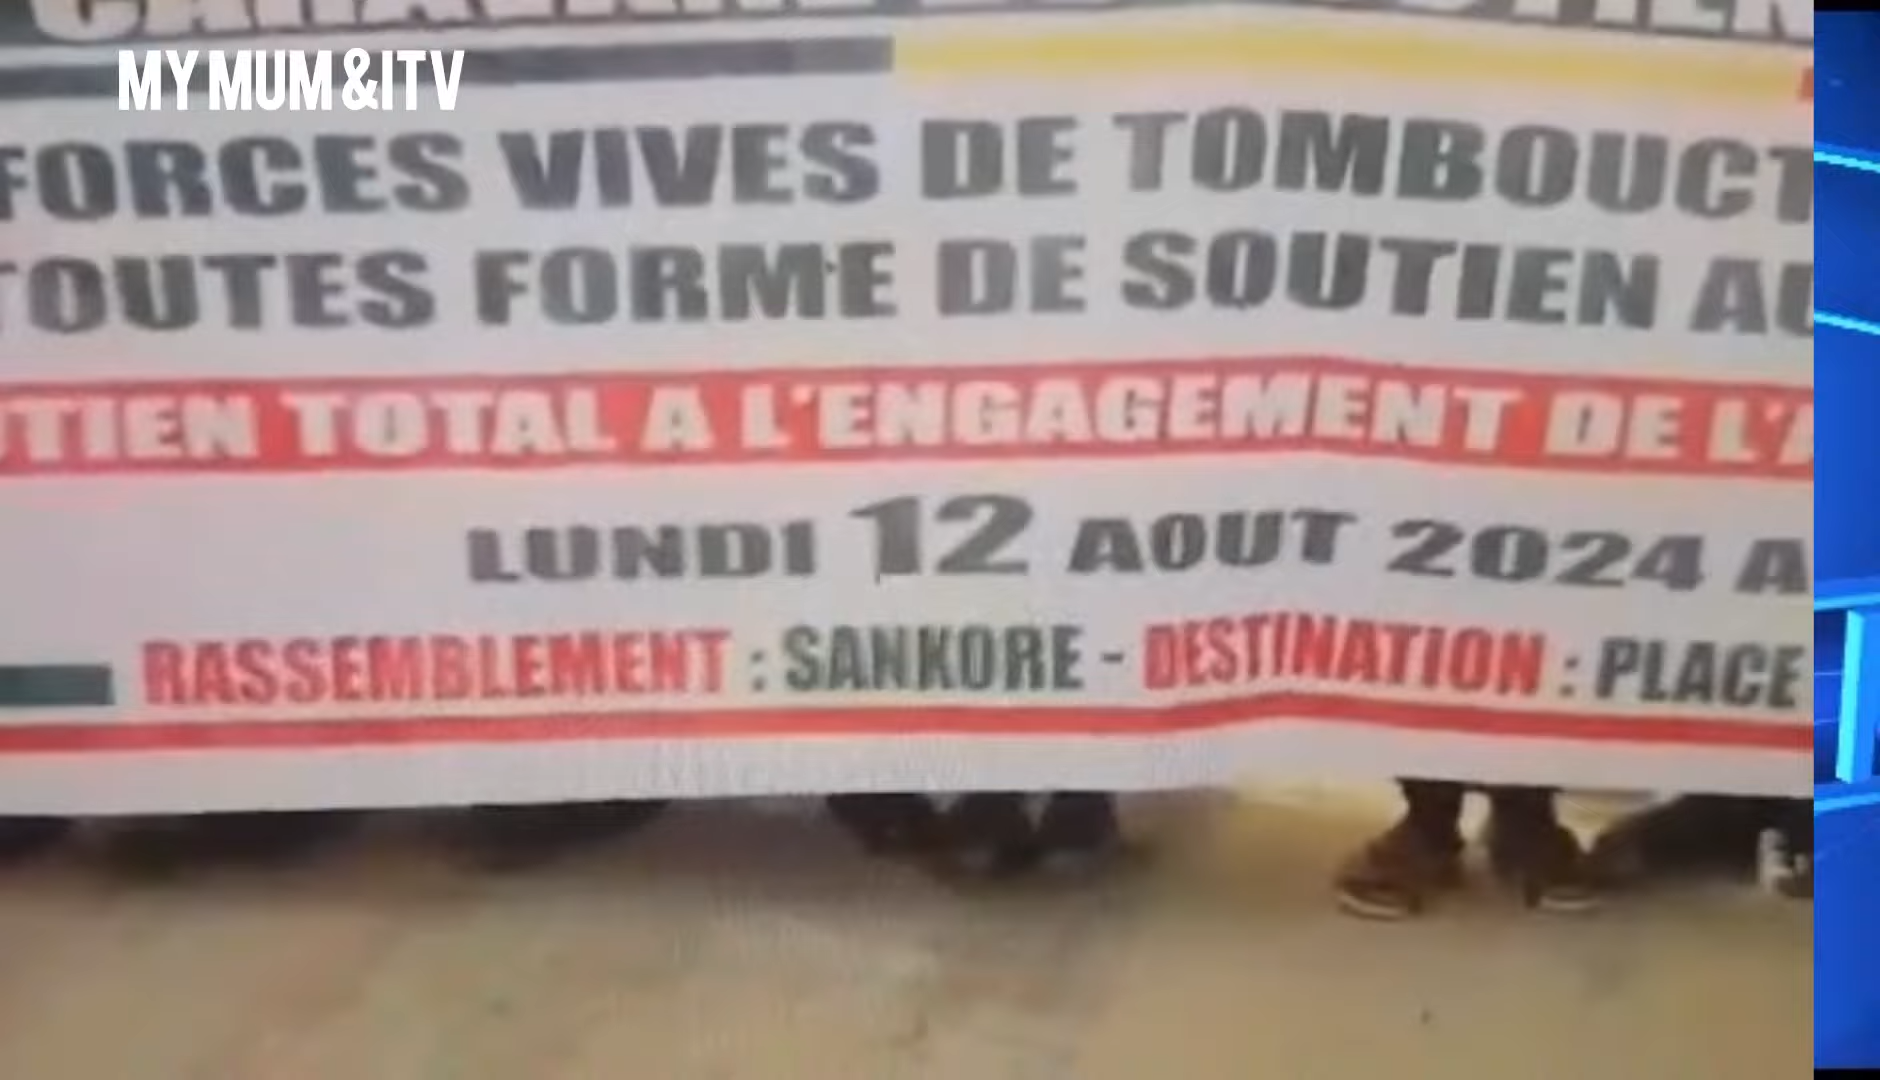 MY MUM &ITV
FORCES VIVES DE TOMBOUCT
TOUTES FORME DE SOUTIEN AU
TIEN TOTAL A L'ENGAGEMENT DE L'A
LUNDI 12 AOUT 2024 A
RASSEMBLEMENT : SANKORE - DESTINATION : PLACE